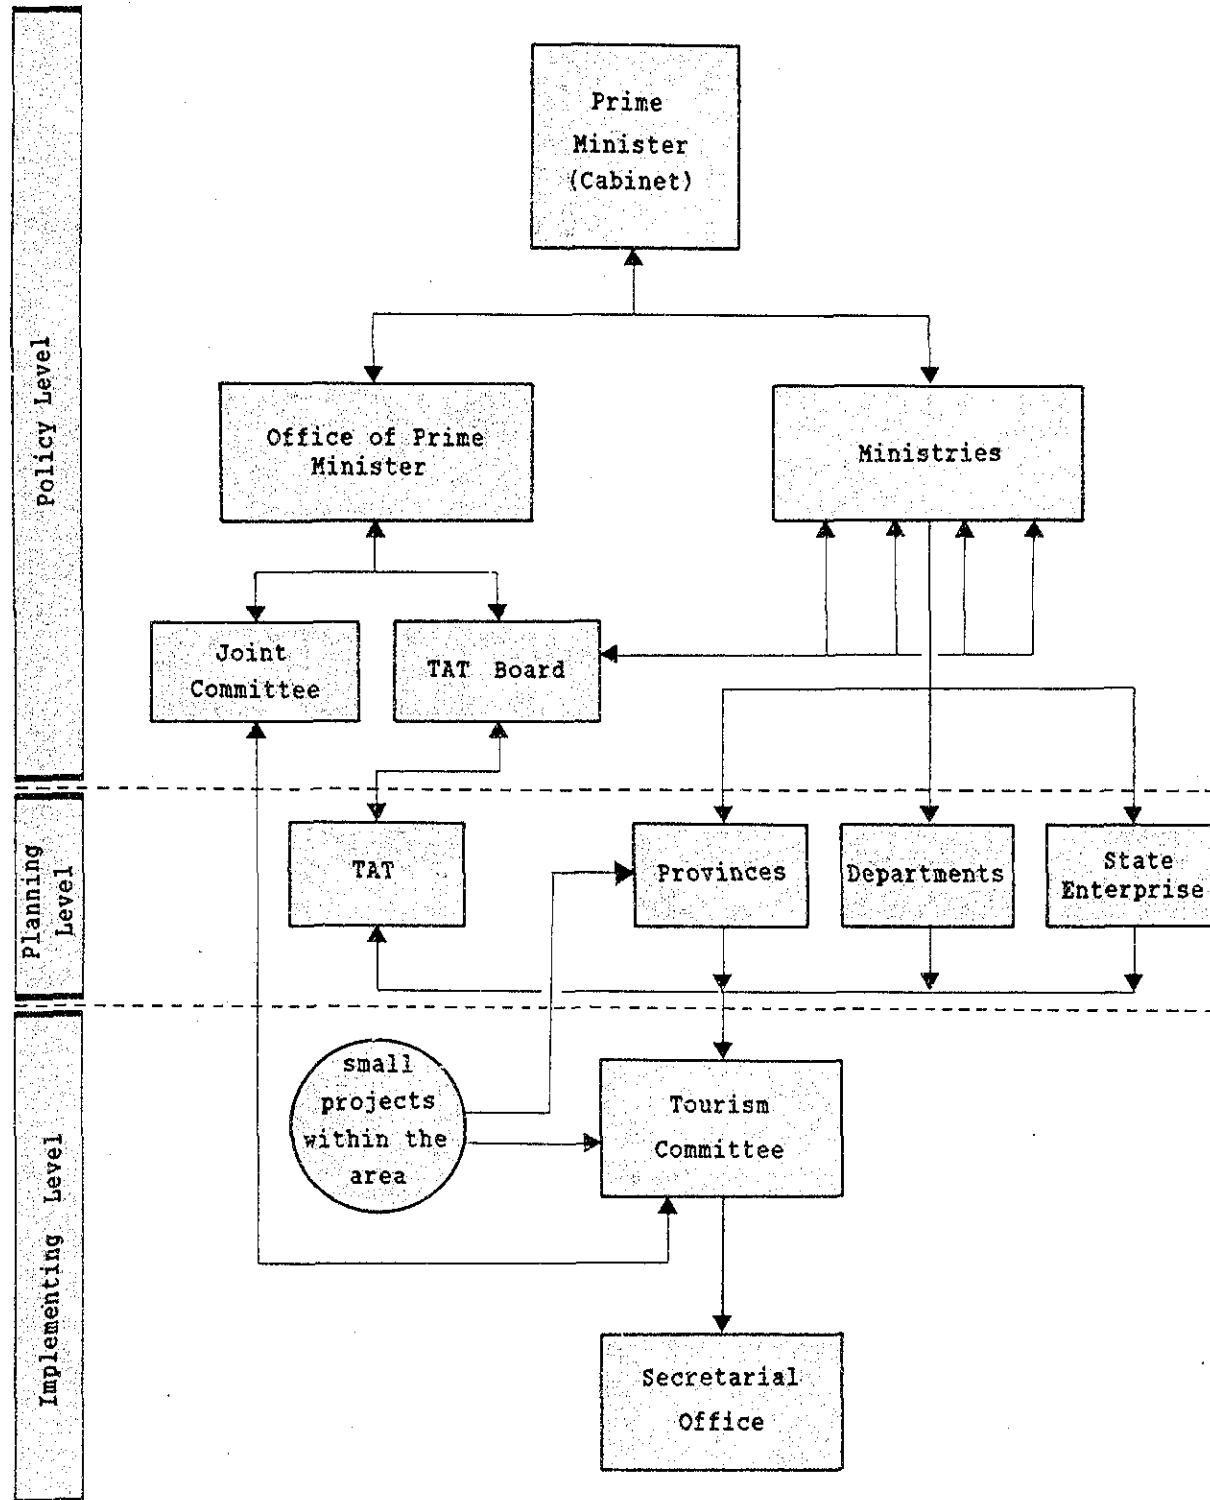 Policy Level
Prime
Minister
(Cabinet)
Office of Prime
Minister
Ministries
Joint
Committee
TAT Board
Planning
Level
TAT
Provinces
Departments
State
Enterprise
Implementing Level
small
projects
within the
area
Tourism
Committee
Secretarial
Office